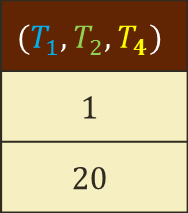 (T₁, T₂, T₄)
1
20